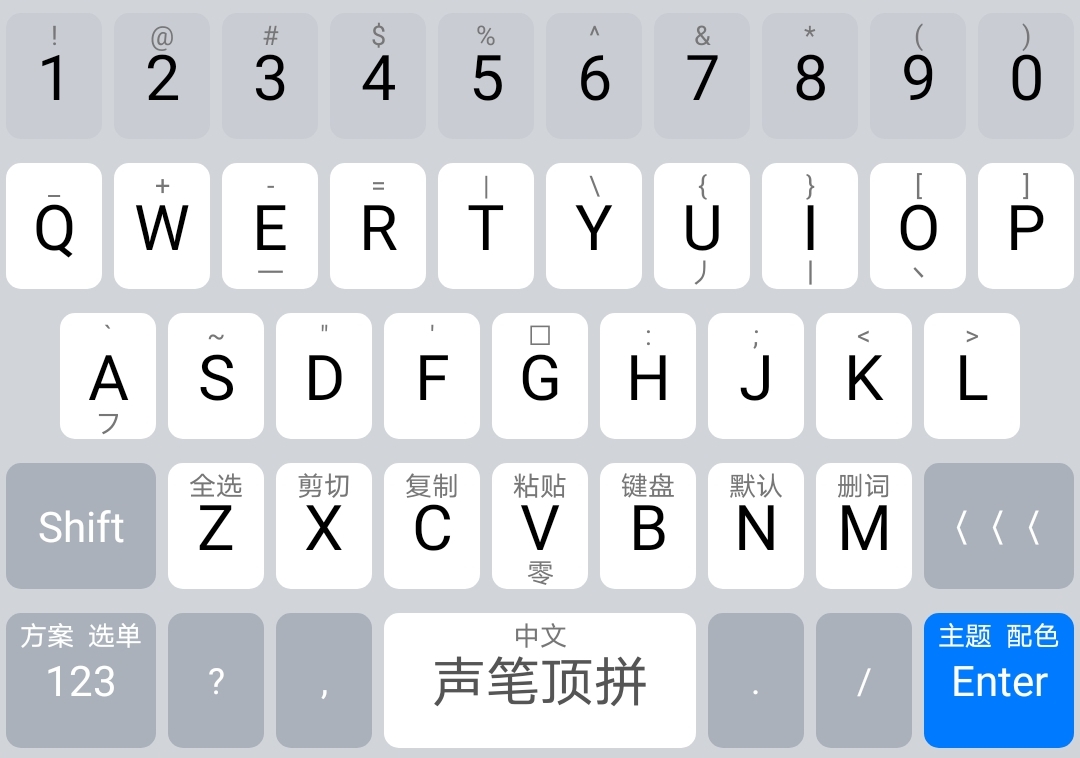 ! @ # $ % ^ & * ( )
1 2 3 4 5 6 7 8 9 0
_ + - = | \ { } [ ]
Q W E R T Y U I O P
一 丿 丨 丶
` ~ " ' □ : ; < >
A S D F G H J K L
フ
全选 剪切 复制 粘贴 键盘 默认 删词
Shift Z X C V B N M 〈〈〈
零
方案 选单 中文 主题 配色
123 ? , 声笔顶拼 . / Enter